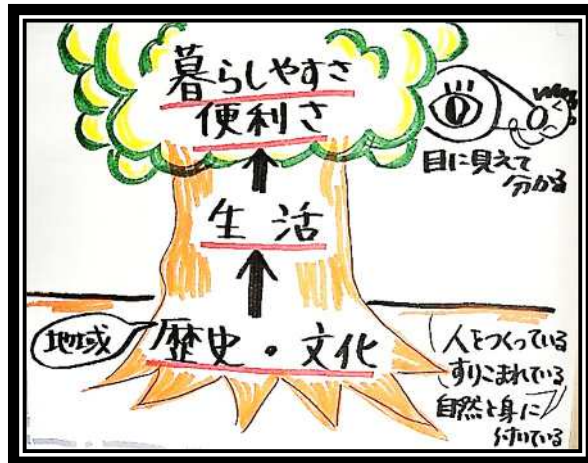 暮らしやすさ
便利さ
目に見えて
分かる
生活
地域
歴史・文化
人をつくっている
すりこまれている
自然と身に
付いている